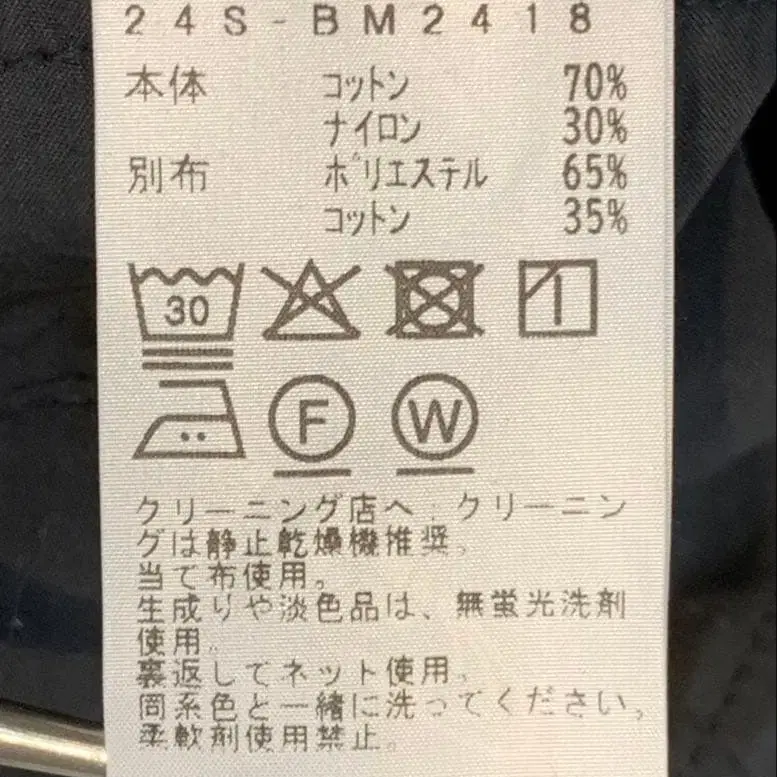 24S-BM2418
本体 コットン 70%
ナイロン 30%
別布 ポリエステル 65%
コットン 35%
30
F W
クリーニング店へ：クリーニン
グは静止乾燥機推奨。
当て布使用。
生成りや淡色品は、無蛍光洗剤
使用。
裏返してネット使用。
同系色と一緒に洗ってください。
柔軟剤使用禁止。